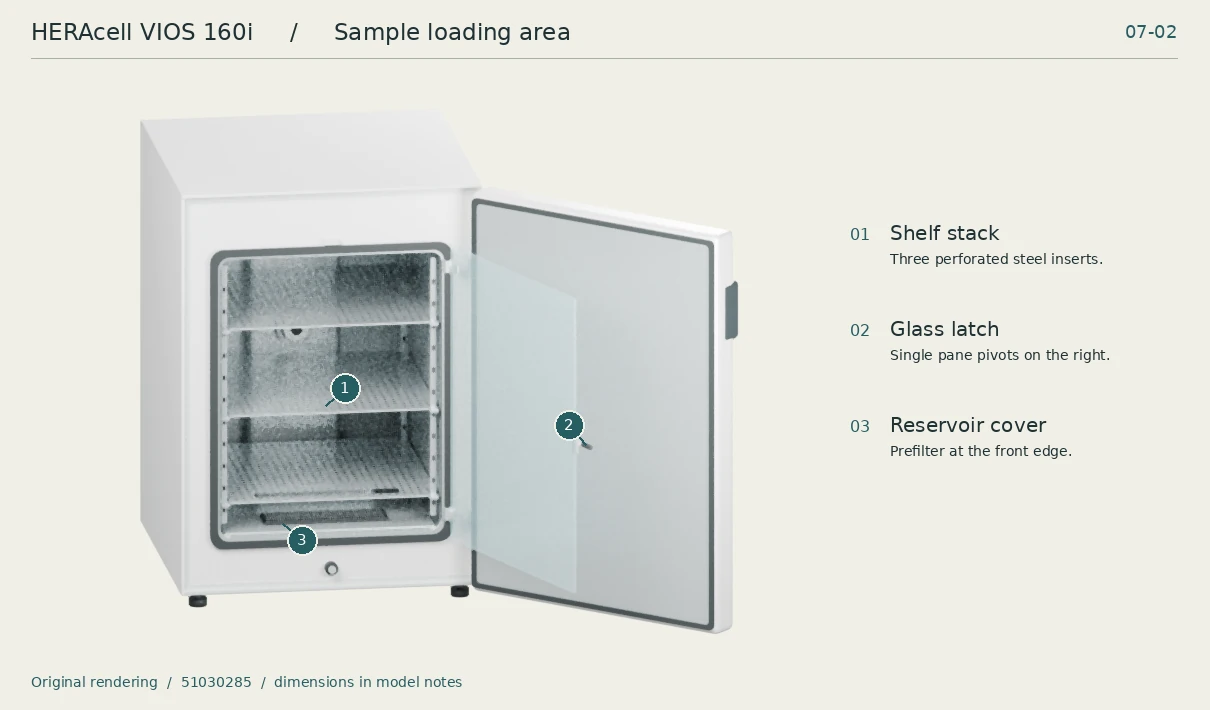 HERAcell VIOS 160i / Sample loading area 07-02
01 Shelf stack
Three perforated steel inserts.
02 Glass latch
Single pane pivots on the right.
03 Reservoir cover
Prefilter at the front edge.
1
2
3
Original rendering / 51030285 / dimensions in model notes